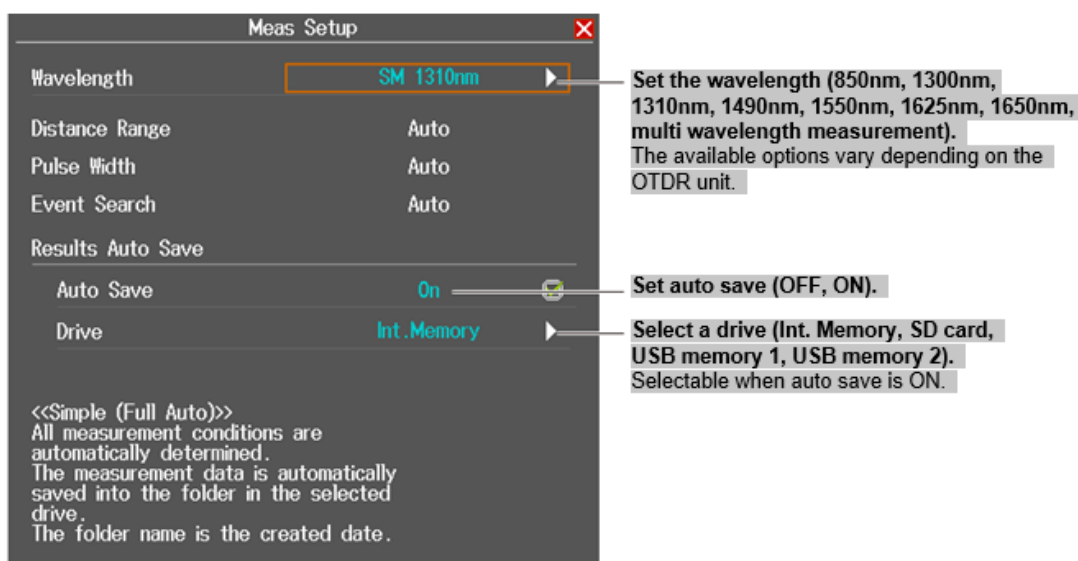 Meas Setup
Wavelength SM 1310nm
Distance Range Auto
Pulse Width Auto
Event Search Auto
Results Auto Save
Auto Save On
Drive Int.Memory
<<Simple (Full Auto)>>
All measurement conditions are
automatically determined.
The measurement data is automatically
saved into the folder in the selected
drive.
The folder name is the created date.
Set the wavelength (850nm, 1300nm,
1310nm, 1490nm, 1550nm, 1625nm, 1650nm,
multi wavelength measurement).
The available options vary depending on the
OTDR unit.
Set auto save (OFF, ON).
Select a drive (Int. Memory, SD card,
USB memory 1, USB memory 2).
Selectable when auto save is ON.